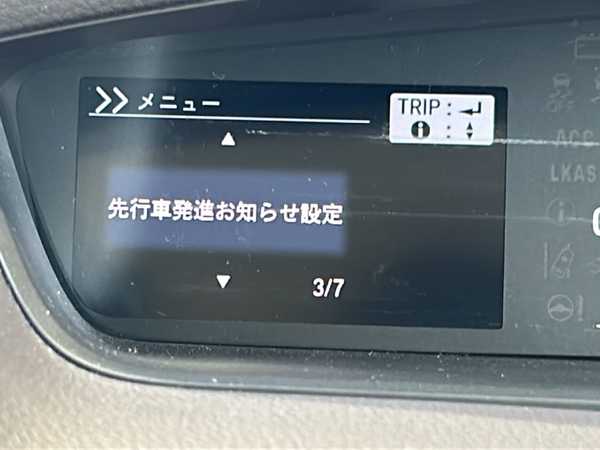 >> メニュー
TRIP : ↵
i : ♦
▲
先行車発進お知らせ設定
▼
3/7
ACC
LKAS